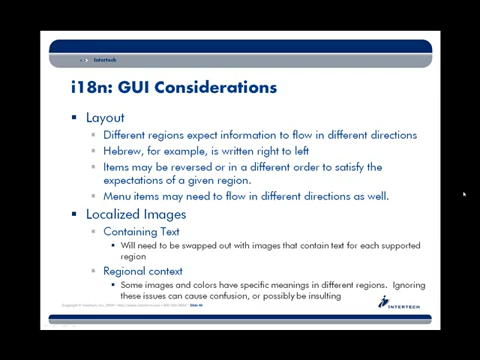 Intertech
i18n: GUI Considerations
Layout
Different regions expect information to flow in different directions
Hebrew, for example, is written right to left
Items may be reversed or in a different order to satisfy the
expectations of a given region.
Menu items may need to flow in different directions as well.
Localized Images
Containing Text
Will need to be swapped out with images that contain text for each supported
region
Regional context
Some images and colors have specific meanings in different regions. Ignoring
these issues can cause confusion, or possibly be insulting
INTERTECH